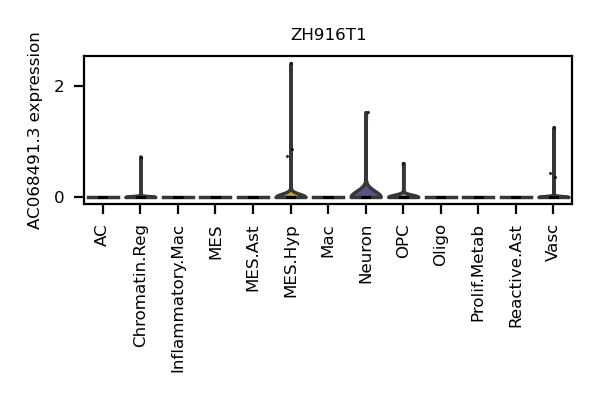 ZH916T1
AC068491.3 expression
2
0
AC
Chromatin.Reg
Inflammatory.Mac
MES
MES.Ast
MES.Hyp
Mac
Neuron
OPC
Oligo
Prolif.Metab
Reactive.Ast
Vasc